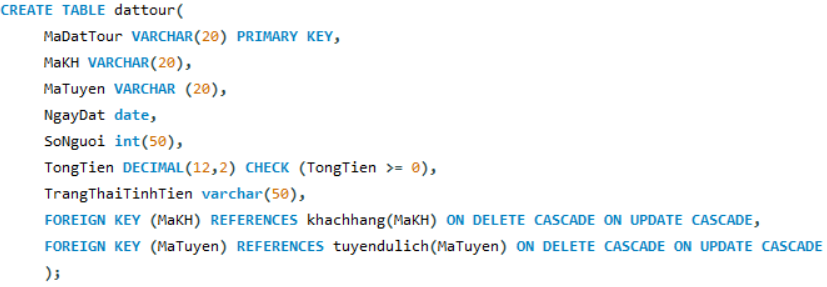 CREATE TABLE dattour(
MaDatTour VARCHAR(20) PRIMARY KEY,
MaKH VARCHAR(20),
MaTuyen VARCHAR (20),
NgayDat date,
SoNguoi int(50),
TongTien DECIMAL(12,2) CHECK (TongTien >= 0),
TrangThaiTinhTien varchar(50),
FOREIGN KEY (MaKH) REFERENCES khachhang(MaKH) ON DELETE CASCADE ON UPDATE CASCADE,
FOREIGN KEY (MaTuyen) REFERENCES tuyendulich(MaTuyen) ON DELETE CASCADE ON UPDATE CASCADE
);